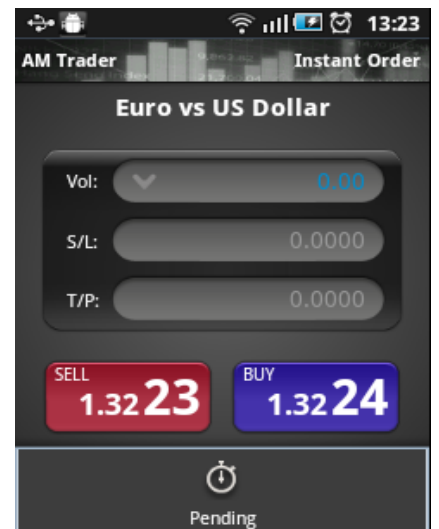 13:23
AM Trader Instant Order
Euro vs US Dollar
Vol: 0.00
S/L: 0.0000
T/P: 0.0000
SELL 1.3223
BUY 1.3224
Pending